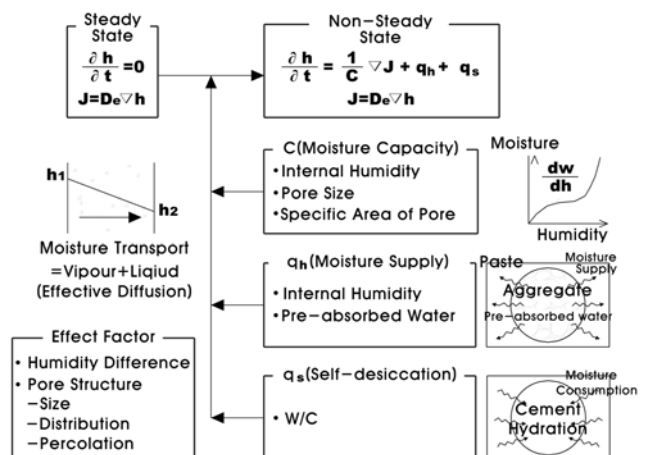 Steady
State
∂h/∂t =0
J=De▽h
Non-Steady
State
∂h/∂t = 1/C ▽J + qh + qs
J=De▽h
h1
h2
Moisture Transport
=Vipour+Liqiud
(Effective Diffusion)
Effect Factor
• Humidity Difference
• Pore Structure
-Size
-Distribution
-Percolation
C(Moisture Capacity)
• Internal Humidity
• Pore Size
• Specific Area of Pore
Moisture
dw/dh
Humidity
qh(Moisture Supply)
• Internal Humidity
• Pre-absorbed Water
Paste
Moisture
Supply
Aggregate
Pre-absorbed water
qs(Self-desiccation)
• W/C
Moisture
Consumption
Cement
Hydration